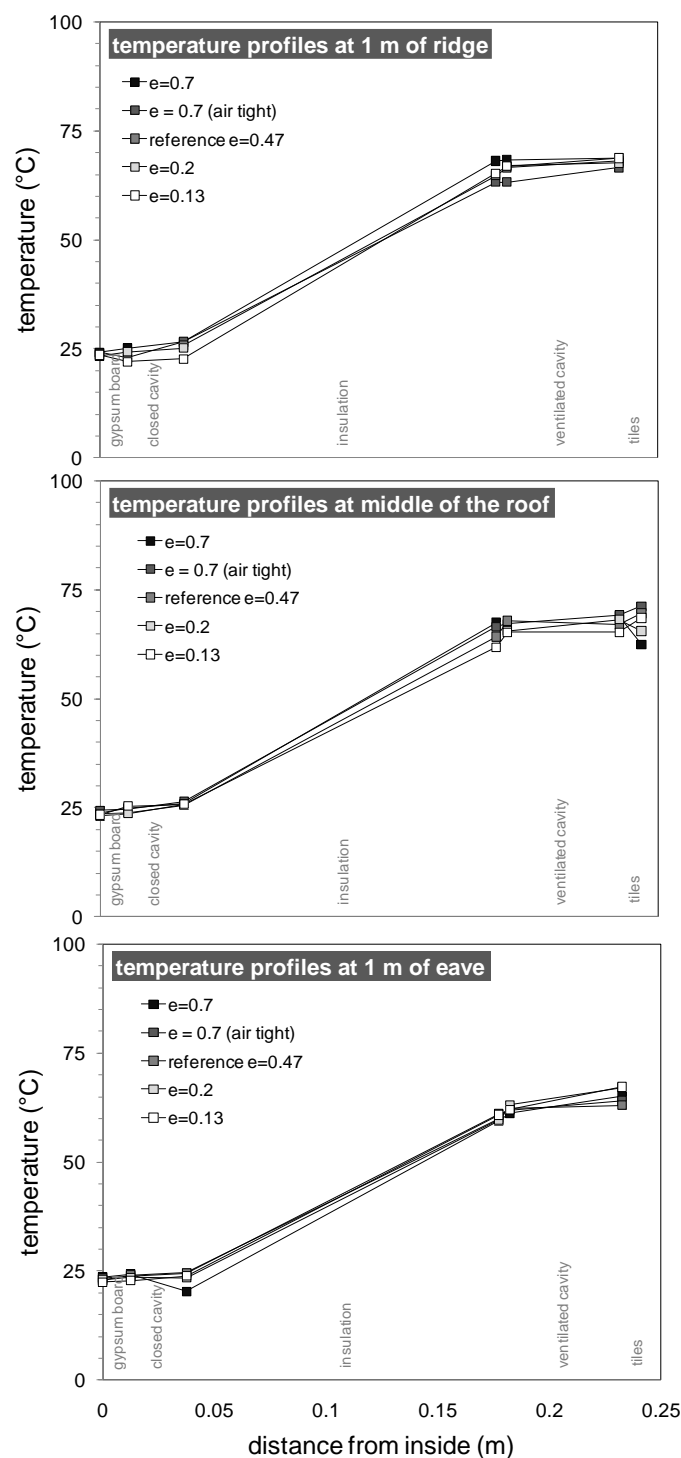 100
75
50
25
0
temperature (°C)
temperature profiles at 1 m of ridge
e=0.7
e = 0.7 (air tight)
reference e=0.47
e=0.2
e=0.13
gypsum board
closed cavity
insulation
ventilated cavity
tiles
100
75
50
25
0
temperature (°C)
temperature profiles at middle of the roof
e=0.7
e = 0.7 (air tight)
reference e=0.47
e=0.2
e=0.13
gypsum board
closed cavity
insulation
ventilated cavity
tiles
100
75
50
25
0
temperature (°C)
temperature profiles at 1 m of eave
e=0.7
e = 0.7 (air tight)
reference e=0.47
e=0.2
e=0.13
gypsum board
closed cavity
insulation
ventilated cavity
tiles
0 0.05 0.1 0.15 0.2 0.25
distance from inside (m)